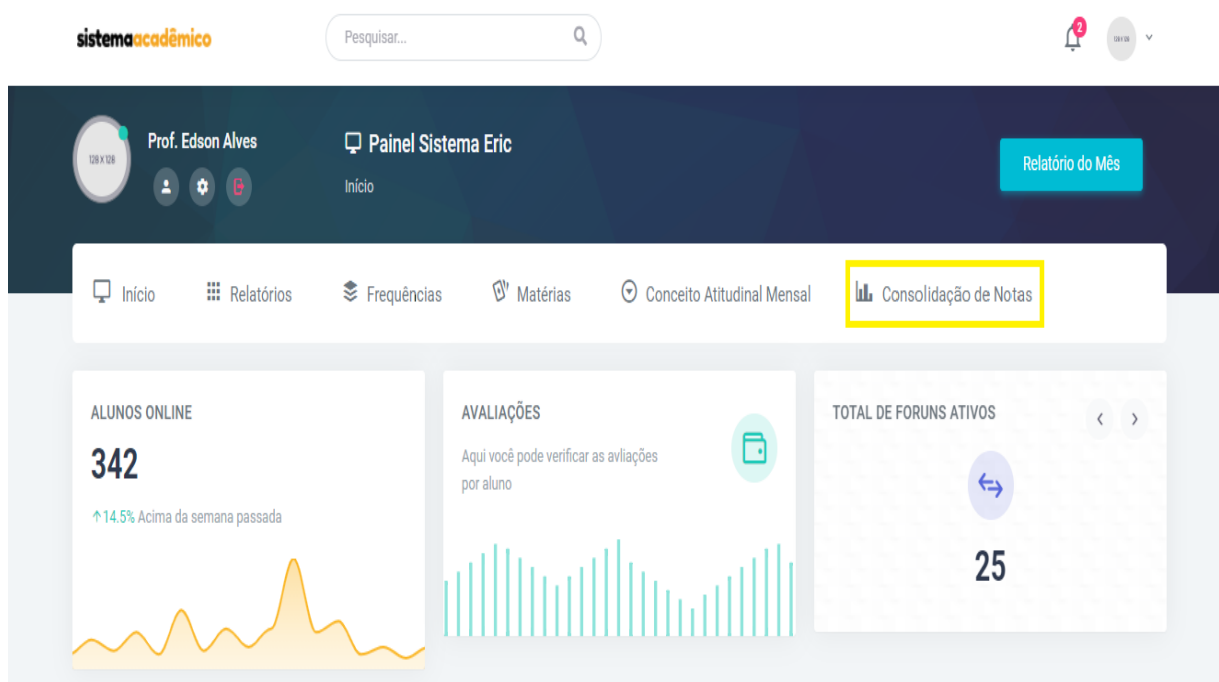 sistemaacadêmico
Pesquisar...
2
128 X 128
128 X 128
Prof. Edson Alves
Painel Sistema Eric
Início
Relatório do Mês
Início
Relatórios
Frequências
Matérias
Conceito Atitudinal Mensal
Consolidação de Notas
ALUNOS ONLINE
342
14.5% Acima da semana passada
AVALIAÇÕES
Aqui você pode verificar as avliações
por aluno
TOTAL DE FORUNS ATIVOS
25